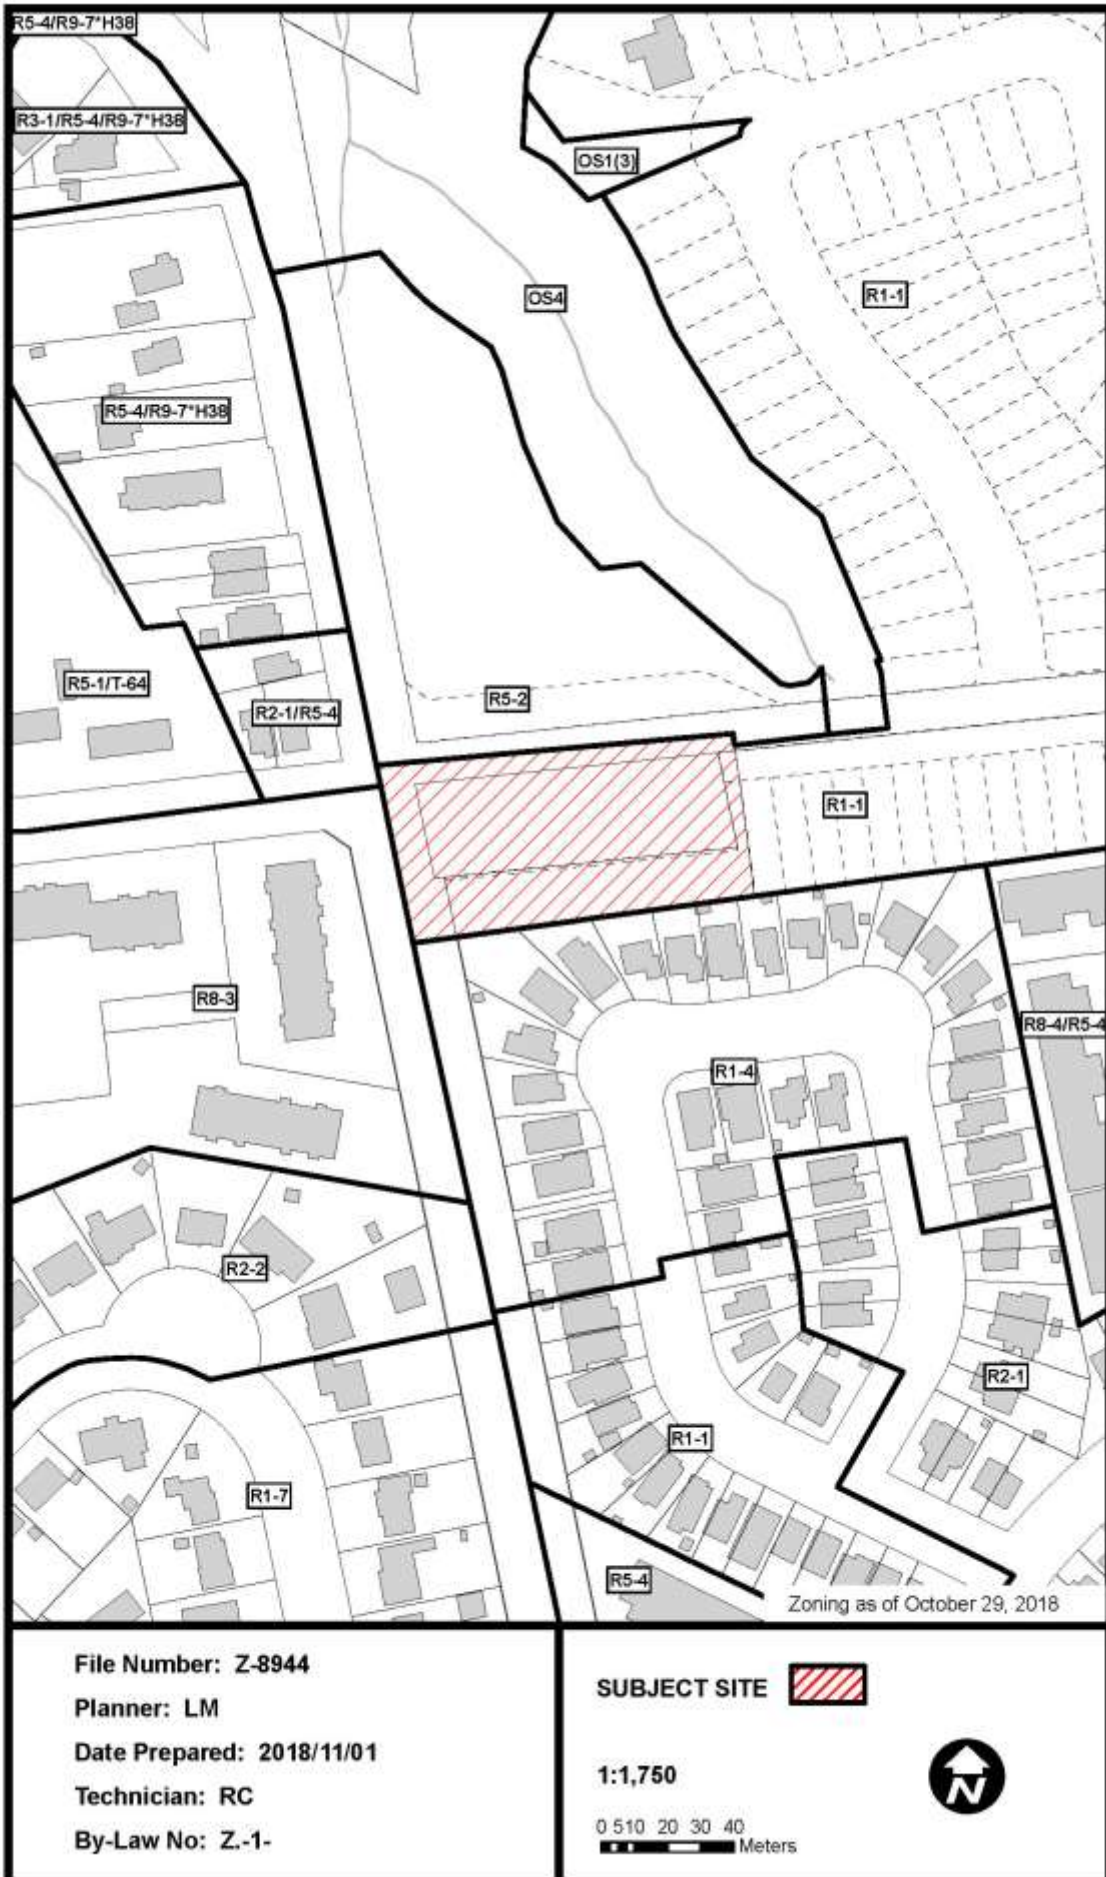 R5-4/R9-7*H38
R3-1/R5-4/R9-7*H38
OS1(3)
OS4
R1-1
R5-4/R9-7*H38
R5-1/T-64
R2-1/R5-4
R5-2
R1-1
R8-3
R8-4/R5-4
R1-4
R2-2
R2-1
R1-1
R1-7
R5-4
Zoning as of October 29, 2018
File Number: Z-8944
Planner: LM
Date Prepared: 2018/11/01
Technician: RC
By-Law No: Z.-1-
SUBJECT SITE
1:1,750
0 510 20 30 40
Meters
N